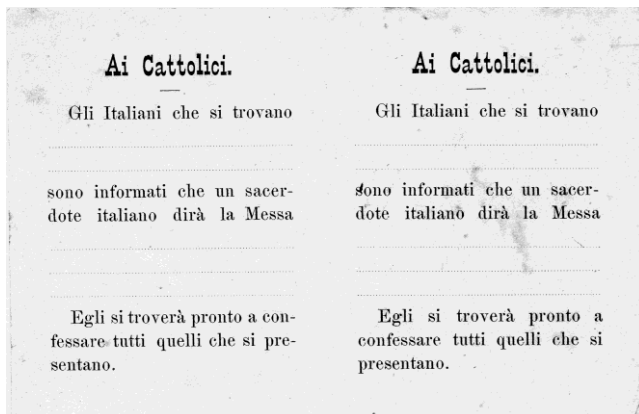 Ai Cattolici.
Gli Italiani che si trovano
sono informati che un sacer-
dote italiano dirà la Messa
Egli si troverà pronto a con-
fessare tutti quelli che si pre-
sentano.
Ai Cattolici.
Gli Italiani che si trovano
sono informati che un sacer-
dote italiano dirà la Messa
Egli si troverà pronto a
confessare tutti quelli che si
presentano.